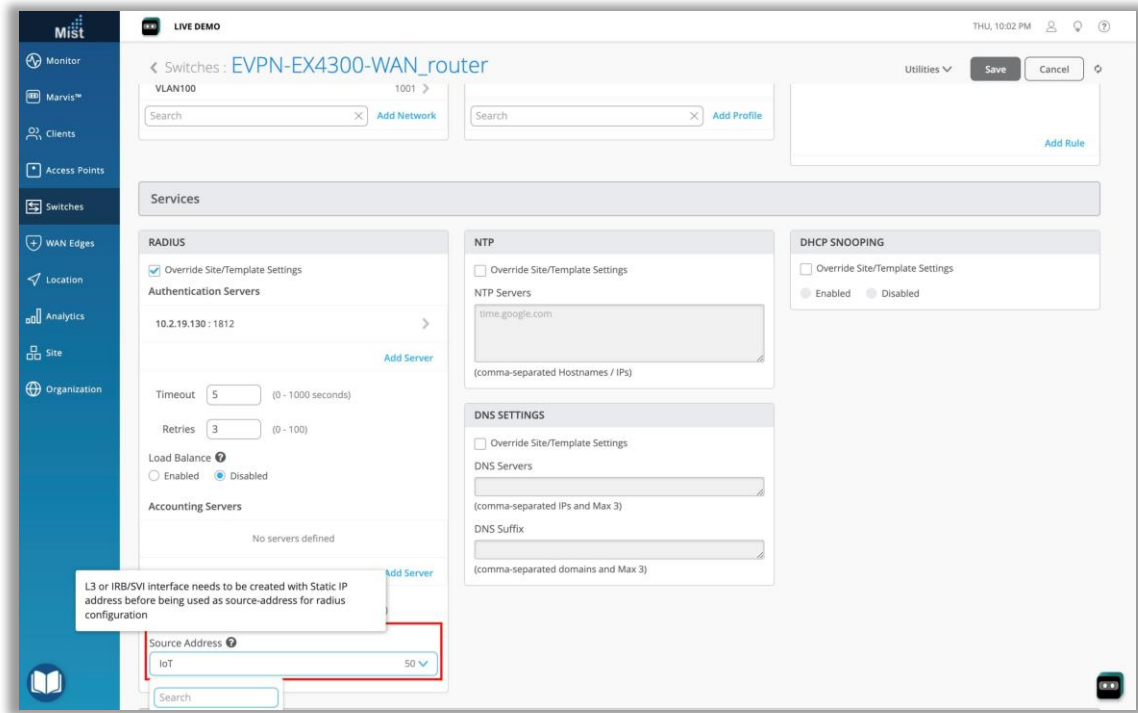 Mist
LIVE DEMO
THU, 10:02 PM
Monitor
Marvis™
Clients
Access Points
Switches
WAN Edges
Location
Analytics
Site
Organization
Switches : EVPN-EX4300-WAN_router
Utilities
Save
Cancel
VLAN100 1001
Search
Add Network
Search
Add Profile
Add Rule
Services
RADIUS
Override Site/Template Settings
Authentication Servers
10.2.19.130 : 1812
Add Server
Timeout 5 (0 - 1000 seconds)
Retries 3 (0 - 100)
Load Balance
Enabled Disabled
Accounting Servers
No servers defined
Add Server
L3 or IRB/SVI interface needs to be created with Static IP
address before being used as source-address for radius
configuration
Source Address
IoT 50
Search
NTP
Override Site/Template Settings
NTP Servers
time.google.com
(comma-separated Hostnames / IPs)
DNS SETTINGS
Override Site/Template Settings
DNS Servers
(comma-separated IPs and Max 3)
DNS Suffix
(comma-separated domains and Max 3)
DHCP SNOOPING
Override Site/Template Settings
Enabled Disabled